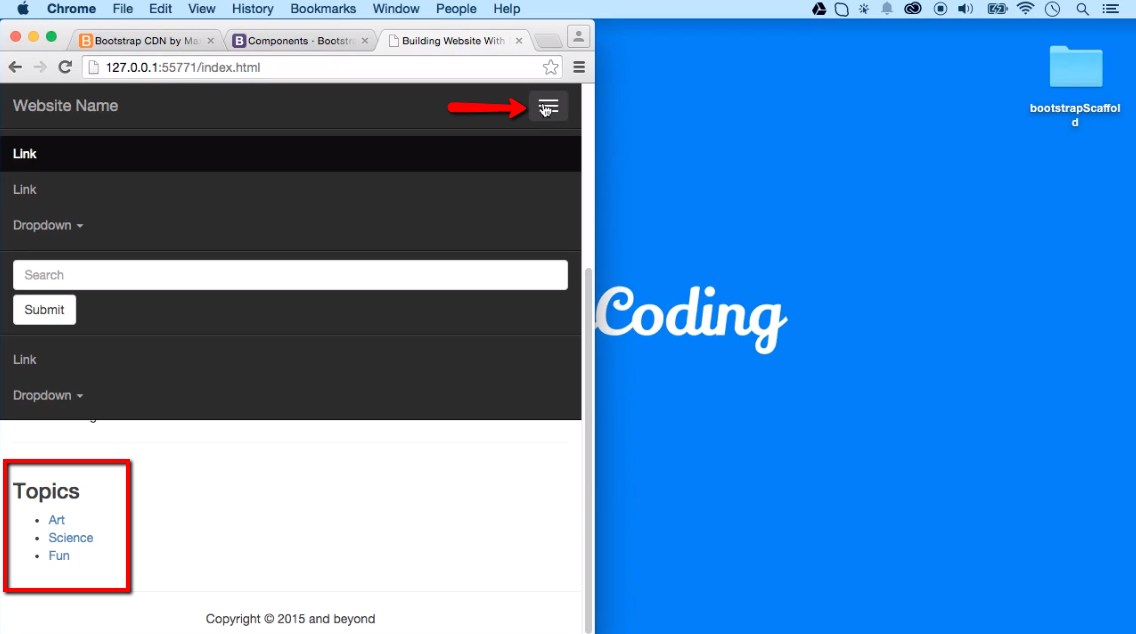 Chrome File Edit View History Bookmarks Window People Help
Bootstrap CDN by Ma
Components · Bootstra
Building Website With
127.0.0.1:55771/index.html
Website Name
Link
Link
Dropdown
Search
Submit
Link
Dropdown
Topics
Art
Science
Fun
Copyright © 2015 and beyond
Coding
bootstrapScaffol
d